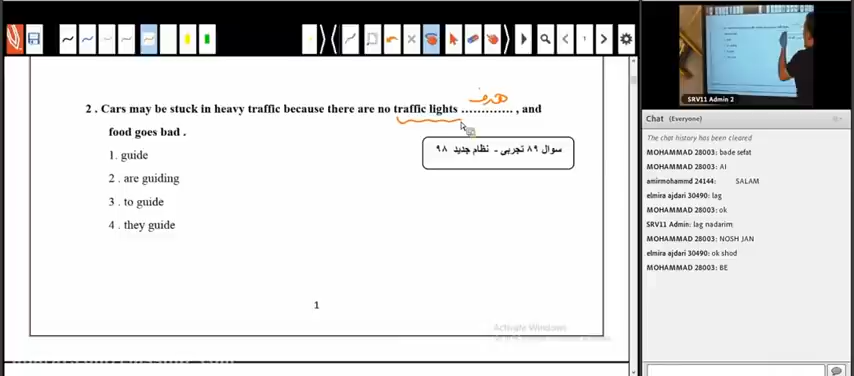 هدف
2 . Cars may be stuck in heavy traffic because there are no traffic lights ............. , and
food goes bad .
سوال ۸۹ تجربی - نظام جدید ۹۸
1. guide
2 . are guiding
3 . to guide
4 . they guide
1
Activate Windows
SRV11 Admin 2
Chat (Everyone)
The chat history has been cleared
MOHAMMAD 28003: bade sefat
MOHAMMAD 28003: AI
amirmohammd 24144: SALAM
elmira ajdari 30490: lag
MOHAMMAD 28003: ok
SRV11 Admin: lag nadarim
MOHAMMAD 28003: NOSH JAN
elmira ajdari 30490: ok shod
MOHAMMAD 28003: BE